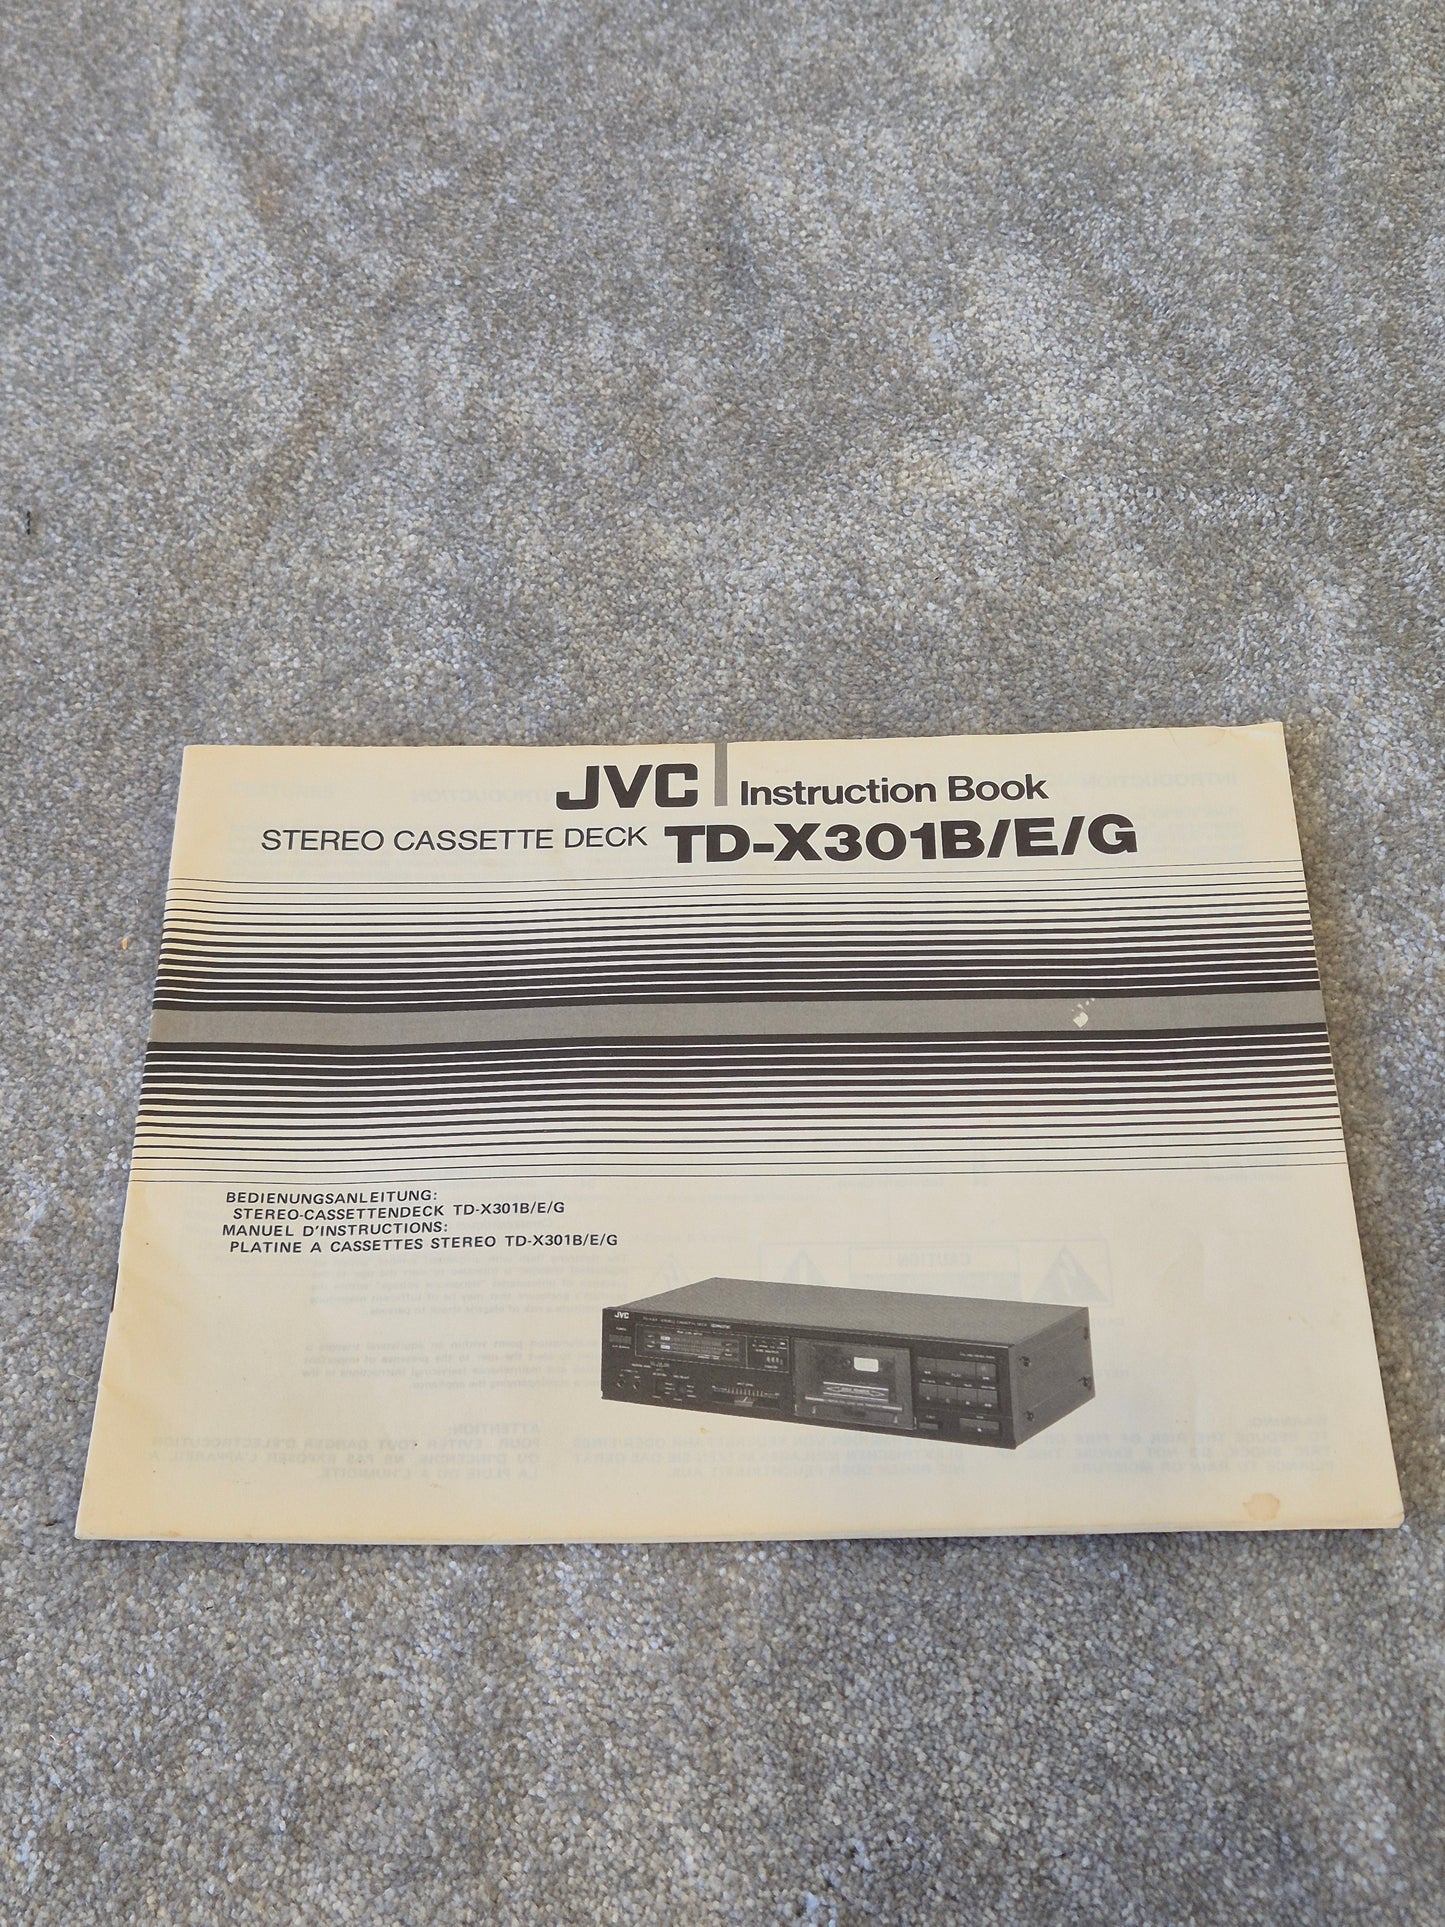 JVC Instruction Book
STEREO CASSETTE DECK TD-X301B/E/G
BEDIENUNGSANLEITUNG:
STEREO-CASSETTENDECK TD-X301B/E/G
MANUEL D'INSTRUCTIONS:
PLATINE A CASSETTES STEREO TD-X301B/E/G
JVC